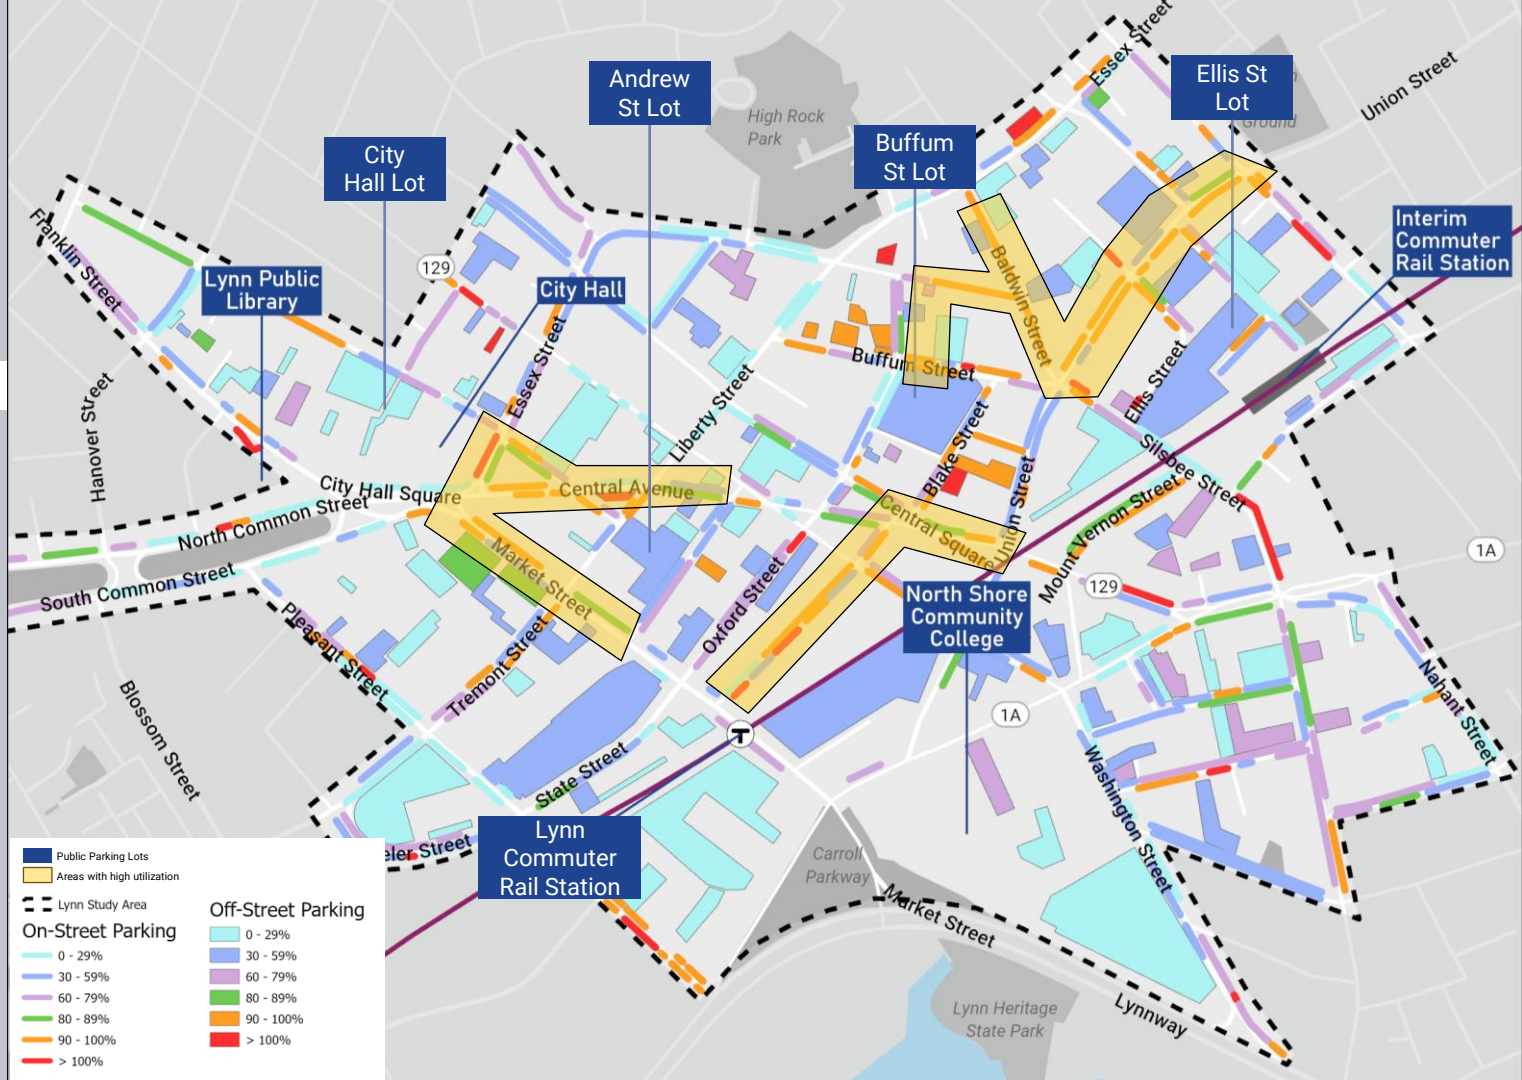 Essex Street
Union Street
Ellis St
Lot
Ground
Andrew
St Lot
High Rock
Park
Buffum
St Lot
City
Hall Lot
Interim
Commuter
Rail Station
Franklin Street
129
Lynn Public
Library
City Hall
Essex Street
Baldwin Street
Buffum Street
Ellis Street
Hanover Street
Liberty Street
Blake Street
Silsbee Street
City Hall Square
Central Avenue
North Common Street
Central Square
Union Street
Mount Vernon Street
Market Street
Oxford Street
1A
South Common Street
129
North Shore
Community
College
Pleasant Street
Tremont Street
Blossom Street
1A
Nahant Street
T
State Street
Washington Street
eler Street
Lynn
Commuter
Rail Station
Carroll
Parkway
Market Street
Lynn Heritage
State Park
Lynnway
Public Parking Lots
Areas with high utilization
Lynn Study Area
On-Street Parking
0 - 29%
30 - 59%
60 - 79%
80 - 89%
90 - 100%
> 100%
Off-Street Parking
0 - 29%
30 - 59%
60 - 79%
80 - 89%
90 - 100%
> 100%